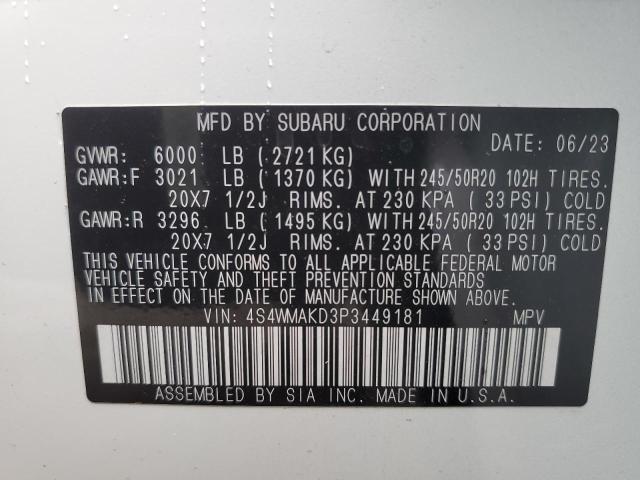 MFD BY SUBARU CORPORATION
DATE: 06/23
GVWR: 6000 LB ( 2721 KG)
GAWR:F 3021 LB ( 1370 KG) WITH 245/50R20 102H TIRES.
20X7 1/2J RIMS. AT 230 KPA ( 33 PSI) COLD
GAWR:R 3296 LB ( 1495 KG) WITH 245/50R20 102H TIRES.
20X7 1/2J RIMS. AT 230 KPA ( 33 PSI) COLD
THIS VEHICLE CONFORMS TO ALL APPLICABLE FEDERAL MOTOR
VEHICLE SAFETY AND THEFT PREVENTION STANDARDS
IN EFFECT ON THE DATE OF MANUFACTURE SHOWN ABOVE.
VIN: 4S4WMAKD3P3449181 MPV
ASSEMBLED BY SIA INC. MADE IN U.S.A.